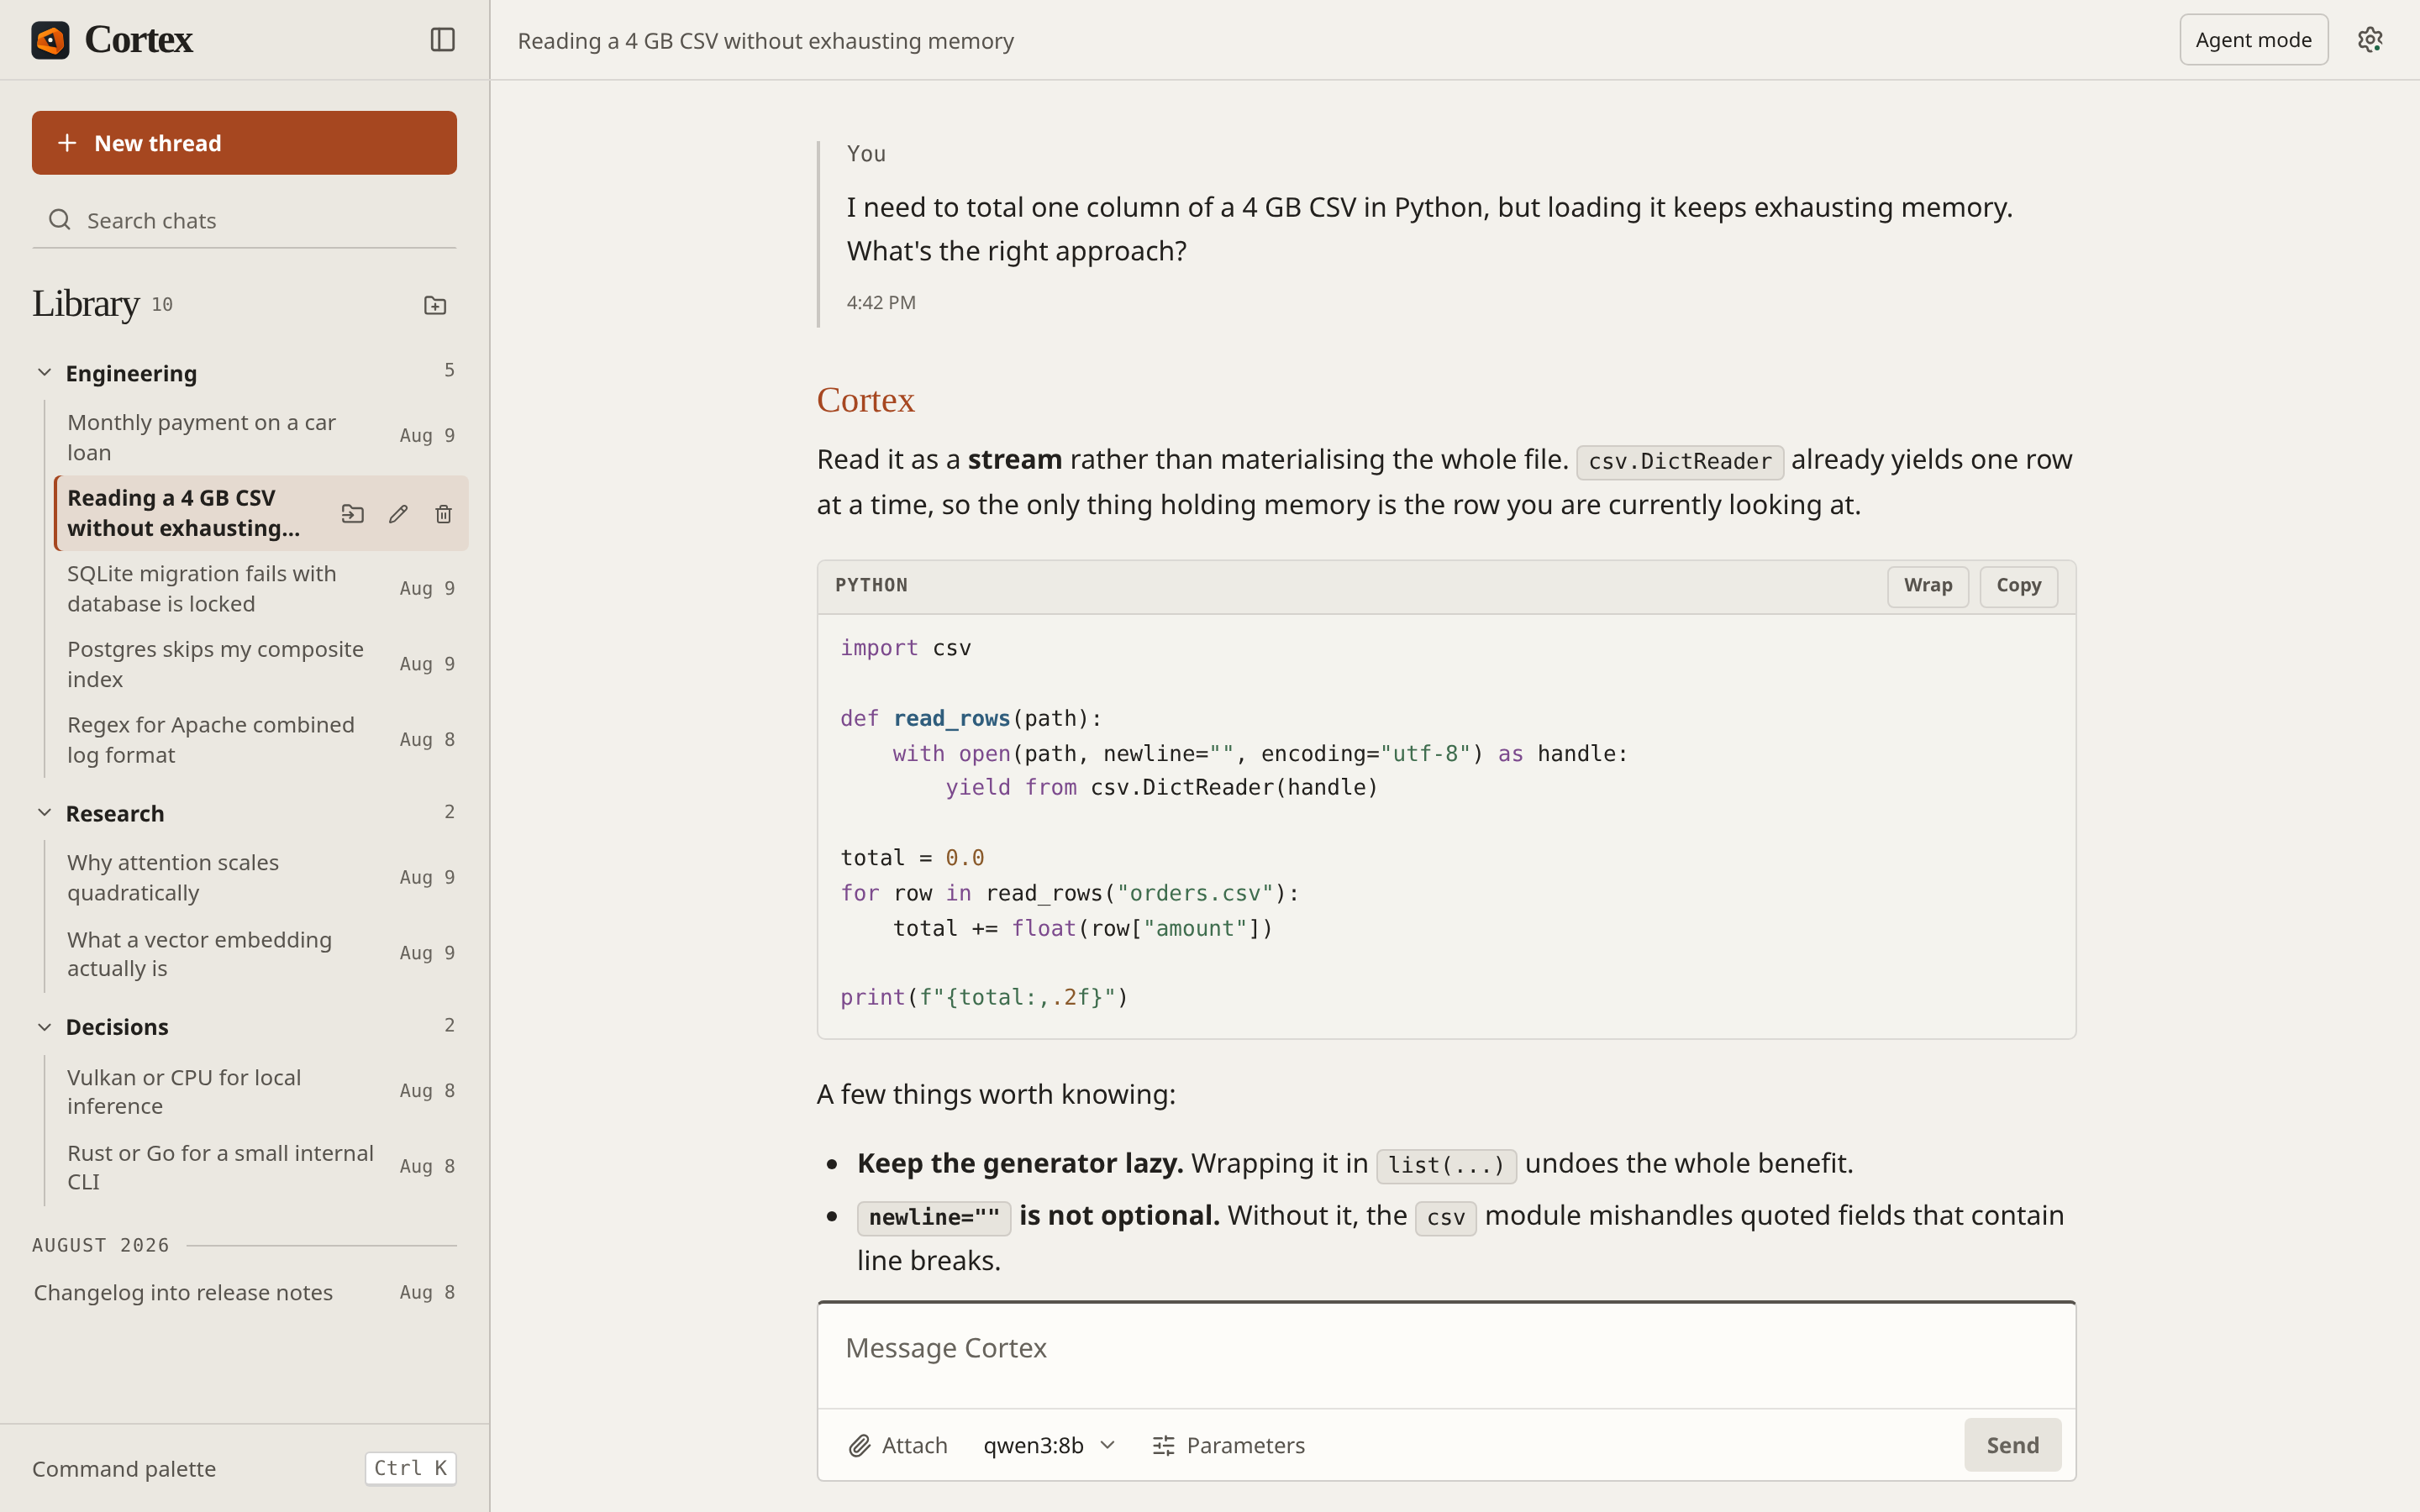 Cortex
New thread
Search chats
Library 10
Engineering 5
Monthly payment on a car
loan
Aug 9
Reading a 4 GB CSV
without exhausting...
SQLite migration fails with
database is locked
Aug 9
Postgres skips my composite
index
Aug 9
Regex for Apache combined
log format
Aug 8
Research 2
Why attention scales
quadratically
Aug 9
What a vector embedding
actually is
Aug 9
Decisions 2
Vulkan or CPU for local
inference
Aug 8
Rust or Go for a small internal
CLI
Aug 8
AUGUST 2026
Changelog into release notes Aug 8
Command palette Ctrl K
Reading a 4 GB CSV without exhausting memory
Agent mode
You
I need to total one column of a 4 GB CSV in Python, but loading it keeps exhausting memory.
What's the right approach?
4:42 PM
Cortex
Read it as a stream rather than materialising the whole file. csv.DictReader already yields one row
at a time, so the only thing holding memory is the row you are currently looking at.
PYTHON Wrap Copy
import csv
def read_rows(path):
    with open(path, newline="", encoding="utf-8") as handle:
        yield from csv.DictReader(handle)
total = 0.0
for row in read_rows("orders.csv"):
    total += float(row["amount"])
print(f"{total:,.2f}")
A few things worth knowing:
• Keep the generator lazy. Wrapping it in list(...) undoes the whole benefit.
• newline="" is not optional. Without it, the csv module mishandles quoted fields that contain
line breaks.
Message Cortex
Attach qwen3:8b Parameters Send